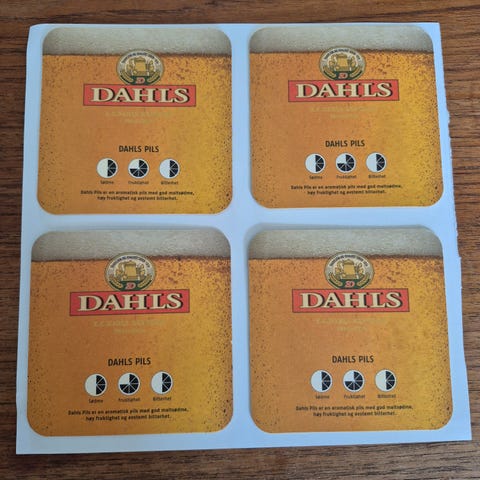 DAHLS
DAHLS PILS
Sødme
Fruktighet
Bitterhet
Dahls Pils er en aromatisk pils med god maltsødme,
høy fruktighet og avstemt bitterhet.
DAHLS
DAHLS PILS
Sødme
Fruktighet
Bitterhet
Dahls Pils er en aromatisk pils med god maltsødme,
høy fruktighet og avstemt bitterhet.
DAHLS
DAHLS PILS
Sødme
Fruktighet
Bitterhet
Dahls Pils er en aromatisk pils med god maltsødme,
høy fruktighet og avstemt bitterhet.
DAHLS
DAHLS PILS
Sødme
Fruktighet
Bitterhet
Dahls Pils er en aromatisk pils med god maltsødme,
høy fruktighet og avstemt bitterhet.